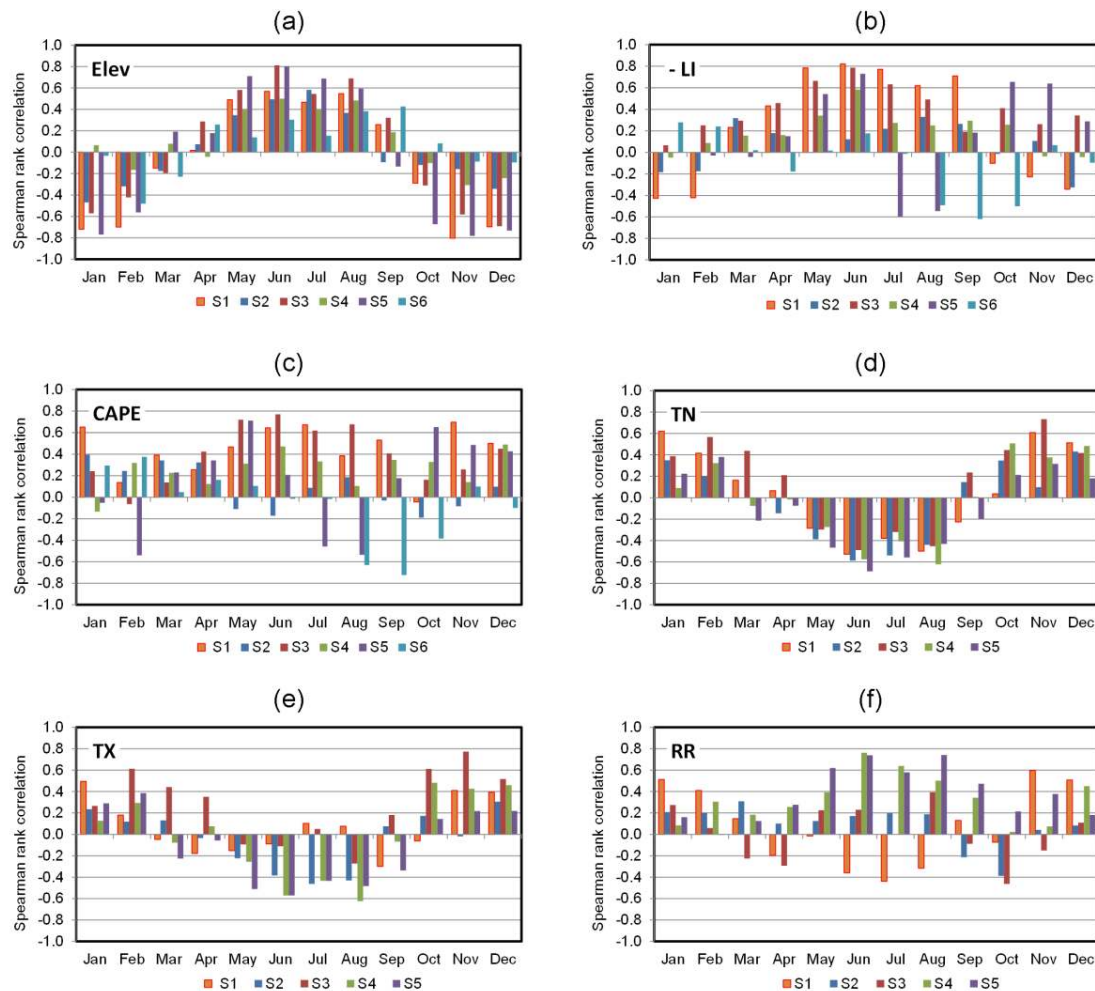 (a)
Elev
Spearman rank correlation
1.0
0.8
0.6
0.4
0.2
0.0
-0.2
-0.4
-0.6
-0.8
-1.0
Jan Feb Mar Apr May Jun Jul Aug Sep Oct Nov Dec
S1 S2 S3 S4 S5 S6
(b)
- LI
Spearman rank correlation
1.0
0.8
0.6
0.4
0.2
0.0
-0.2
-0.4
-0.6
-0.8
-1.0
Jan Feb Mar Apr May Jun Jul Aug Sep Oct Nov Dec
S1 S2 S3 S4 S5 S6
(c)
CAPE
Spearman rank correlation
1.0
0.8
0.6
0.4
0.2
0.0
-0.2
-0.4
-0.6
-0.8
-1.0
Jan Feb Mar Apr May Jun Jul Aug Sep Oct Nov Dec
S1 S2 S3 S4 S5 S6
(d)
TN
Spearman rank correlation
1.0
0.8
0.6
0.4
0.2
0.0
-0.2
-0.4
-0.6
-0.8
-1.0
Jan Feb Mar Apr May Jun Jul Aug Sep Oct Nov Dec
S1 S2 S3 S4 S5
(e)
TX
Spearman rank correlation
1.0
0.8
0.6
0.4
0.2
0.0
-0.2
-0.4
-0.6
-0.8
-1.0
Jan Feb Mar Apr May Jun Jul Aug Sep Oct Nov Dec
S1 S2 S3 S4 S5
(f)
RR
Spearman rank correlation
1.0
0.8
0.6
0.4
0.2
0.0
-0.2
-0.4
-0.6
-0.8
-1.0
Jan Feb Mar Apr May Jun Jul Aug Sep Oct Nov Dec
S1 S2 S3 S4 S5